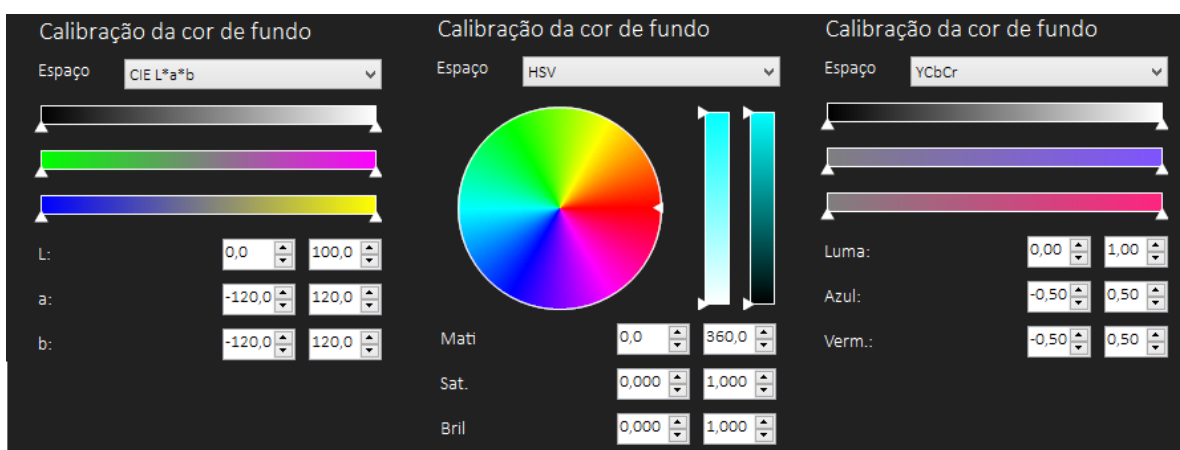 Calibração da cor de fundo
Espaço CIE L*a*b
L: 0,0 100,0
a: -120,0 120,0
b: -120,0 120,0
Calibração da cor de fundo
Espaço HSV
Mati 0,0 360,0
Sat. 0,000 1,000
Bril 0,000 1,000
Calibração da cor de fundo
Espaço YCbCr
Luma: 0,00 1,00
Azul: -0,50 0,50
Verm.: -0,50 0,50